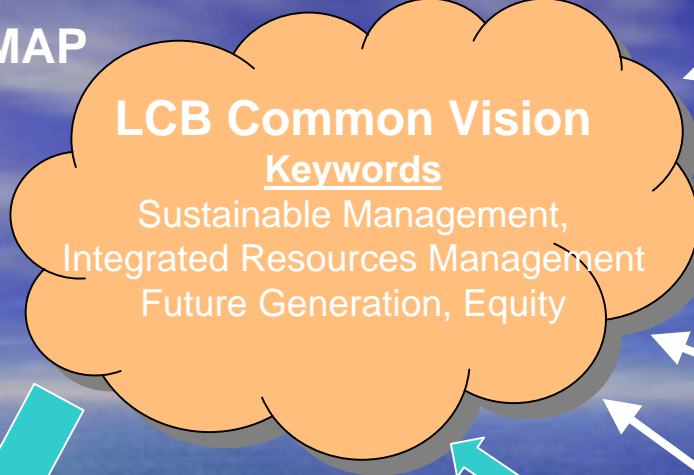 MAP
LCB Common Vision
Keywords
Sustainable Management,
Integrated Resources Management
Future Generation, Equity